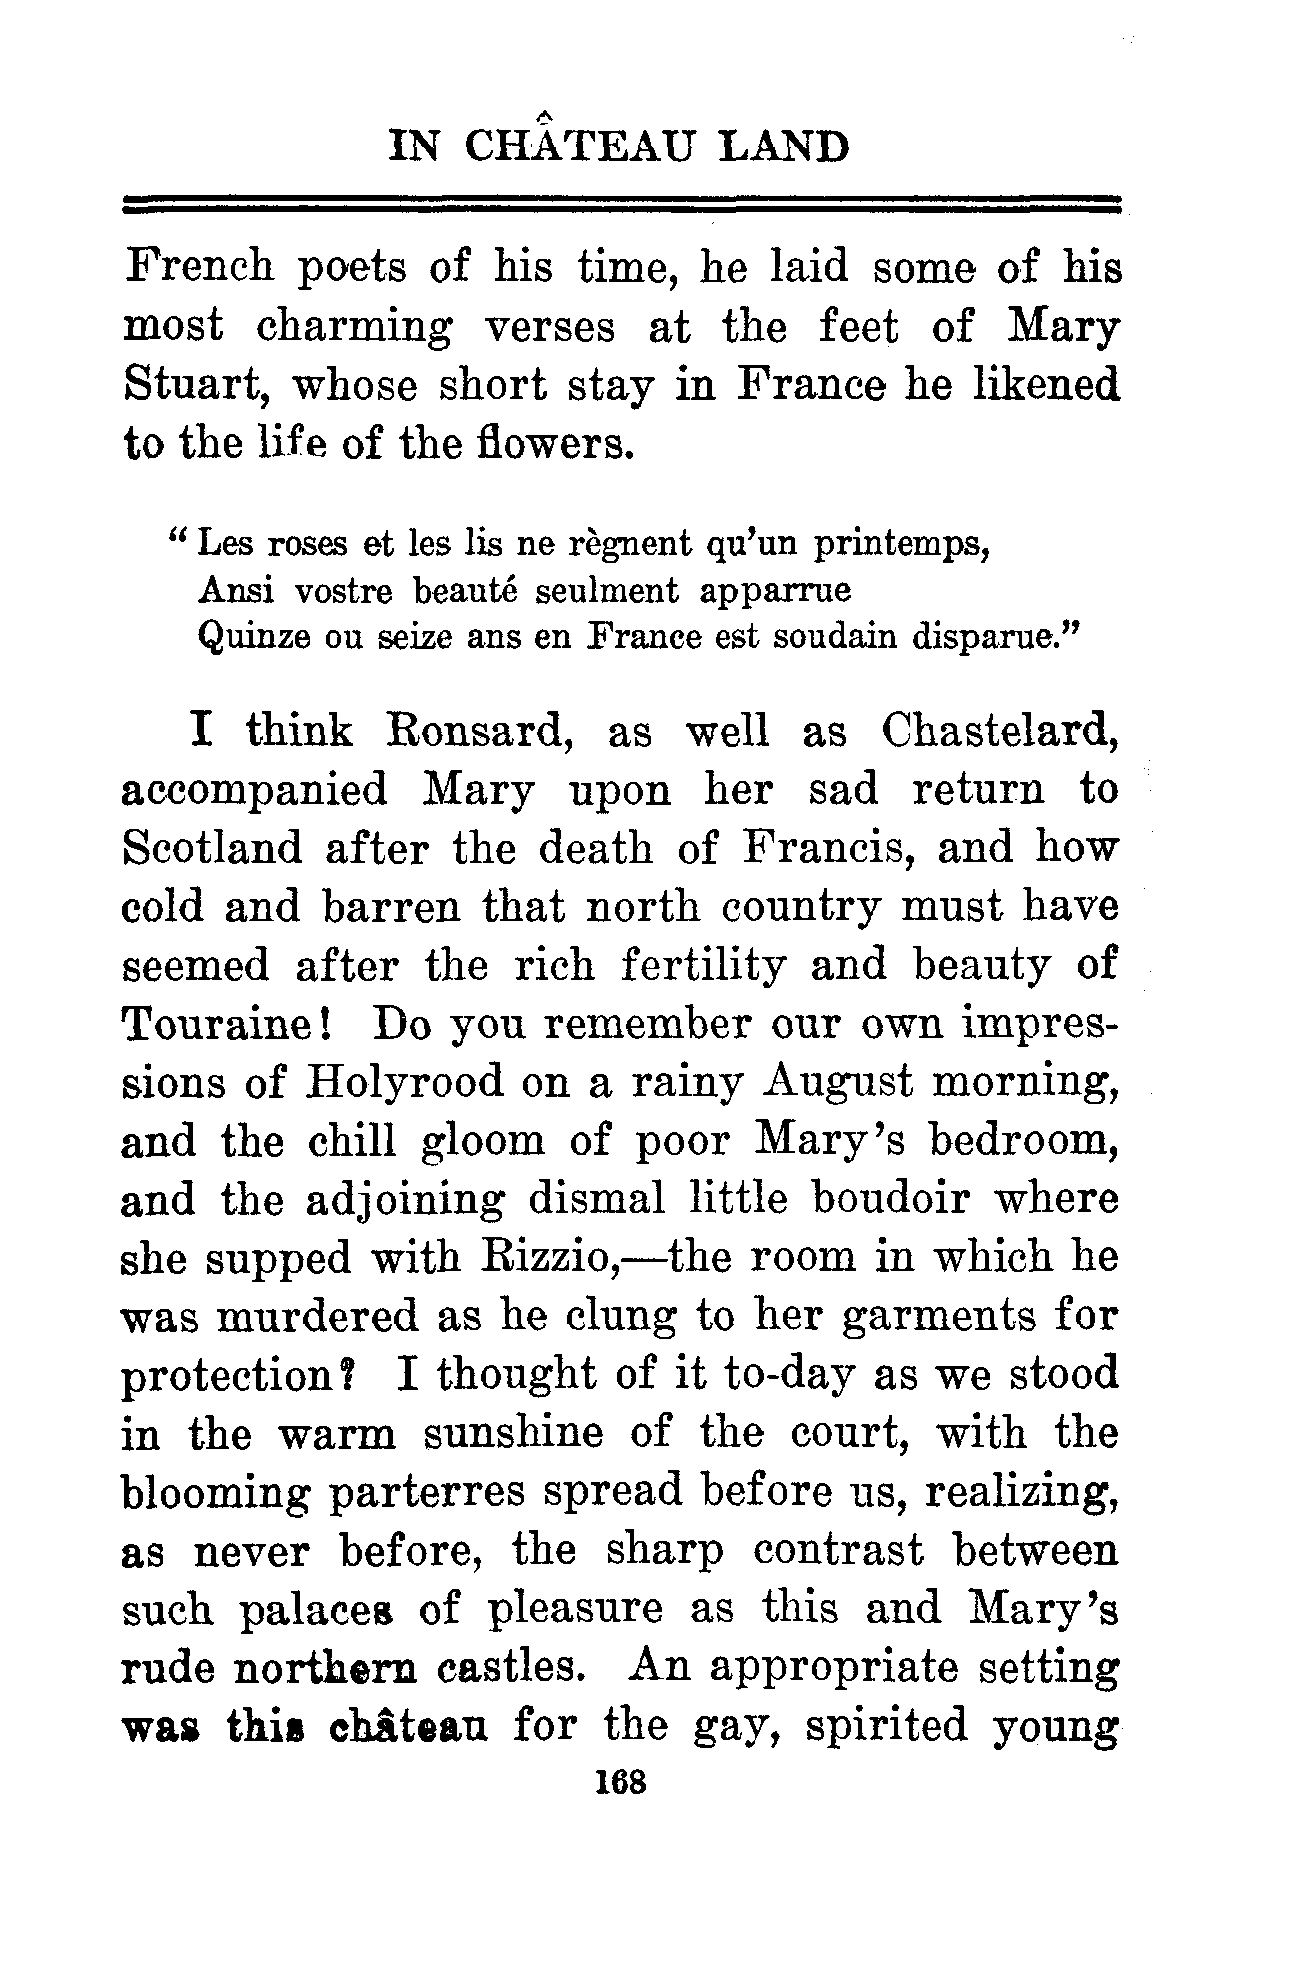 IN CHÂTEAU LAND
French poets of his time, he laid some of his
most charming verses at the feet of Mary
Stuart, whose short stay in France he likened
to the life of the flowers.
“ Les roses et les lis ne règnent qu’un printemps,
Ansi vostre beauté seulment apparrue
Quinze ou seize ans en France est soudain disparue.”
I think Ronsard, as well as Chastelard,
accompanied Mary upon her sad return to
Scotland after the death of Francis, and how
cold and barren that north country must have
seemed after the rich fertility and beauty of
Touraine! Do you remember our own impres-
sions of Holyrood on a rainy August morning,
and the chill gloom of poor Mary’s bedroom,
and the adjoining dismal little boudoir where
she supped with Rizzio,—the room in which he
was murdered as he clung to her garments for
protection? I thought of it to-day as we stood
in the warm sunshine of the court, with the
blooming parterres spread before us, realizing,
as never before, the sharp contrast between
such palaces of pleasure as this and Mary’s
rude northern castles. An appropriate setting
was this château for the gay, spirited young
168